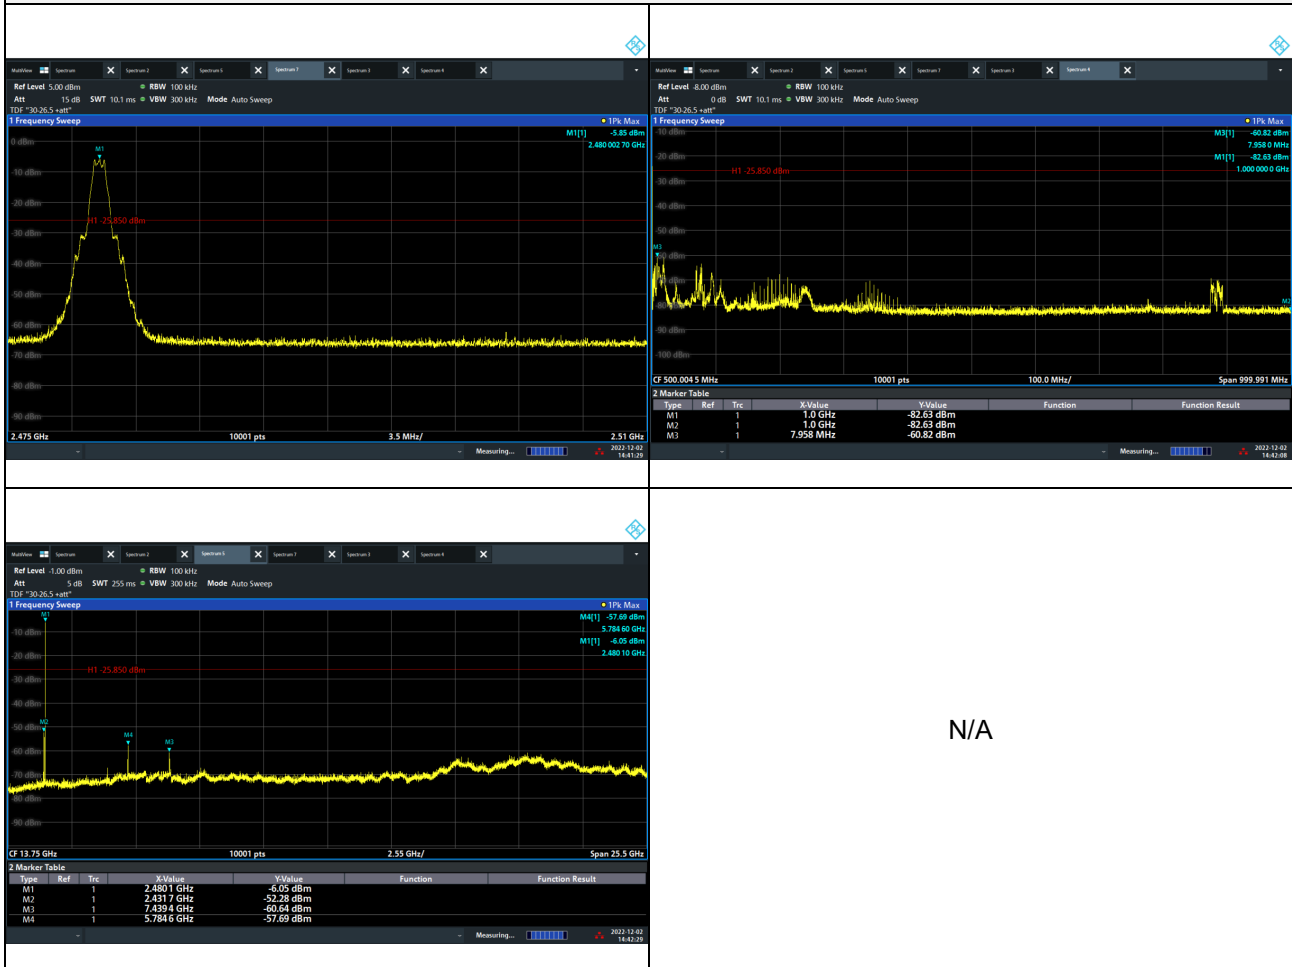 MultiView Spectrum Spectrum 2 Spectrum 5 Spectrum 7 Spectrum 3 Spectrum 4
Ref Level 5.00 dBm RBW 100 kHz
Att 15 dB SWT 10.1 ms VBW 300 kHz Mode Auto Sweep
TDF "30-26.5 +att"
1 Frequency Sweep 1Pk Max
M1[1] -5.85 dBm
2.480 002 70 GHz
M1
0 dBm
-10 dBm
-20 dBm
H1 -25.850 dBm
-30 dBm
-40 dBm
-50 dBm
-60 dBm
-70 dBm
-80 dBm
-90 dBm
2.475 GHz 10001 pts 3.5 MHz/ 2.51 GHz
Measuring... 2022-12-02
14:41:29
MultiView Spectrum Spectrum 2 Spectrum 5 Spectrum 7 Spectrum 3 Spectrum 4
Ref Level -8.00 dBm RBW 100 kHz
Att 0 dB SWT 10.1 ms VBW 300 kHz Mode Auto Sweep
TDF "30-26.5 +att"
1 Frequency Sweep 1Pk Max
M3[1] -60.82 dBm
7.958 0 MHz
M1[1] -82.63 dBm
1.000 000 0 GHz
-10 dBm
-20 dBm
H1 -25.850 dBm
-30 dBm
-40 dBm
-50 dBm
M3
-60 dBm
-70 dBm
-80 dBm
M2
-90 dBm
-100 dBm
CF 500.004 5 MHz 10001 pts 100.0 MHz/ Span 999.991 MHz
2 Marker Table
Type Ref Trc X-Value Y-Value Function Function Result
M1 1 1.0 GHz -82.63 dBm
M2 1 1.0 GHz -82.63 dBm
M3 1 7.958 MHz -60.82 dBm
Measuring... 2022-12-02
14:42:08
MultiView Spectrum Spectrum 2 Spectrum 5 Spectrum 7 Spectrum 3 Spectrum 4
Ref Level -1.00 dBm RBW 100 kHz
Att 5 dB SWT 255 ms VBW 300 kHz Mode Auto Sweep
TDF "30-26.5 +att"
1 Frequency Sweep 1Pk Max
M1
M4[1] -57.69 dBm
5.784 60 GHz
M1[1] -6.05 dBm
2.480 10 GHz
-10 dBm
-20 dBm
H1 -25.850 dBm
-30 dBm
-40 dBm
-50 dBm
M2
M4
M3
-60 dBm
-70 dBm
-80 dBm
-90 dBm
CF 13.75 GHz 10001 pts 2.55 GHz/ Span 25.5 GHz
2 Marker Table
Type Ref Trc X-Value Y-Value Function Function Result
M1 1 2.480 1 GHz -6.05 dBm
M2 1 2.431 7 GHz -52.28 dBm
M3 1 7.439 4 GHz -60.64 dBm
M4 1 5.784 6 GHz -57.69 dBm
Measuring... 2022-12-02
14:42:29
N/A